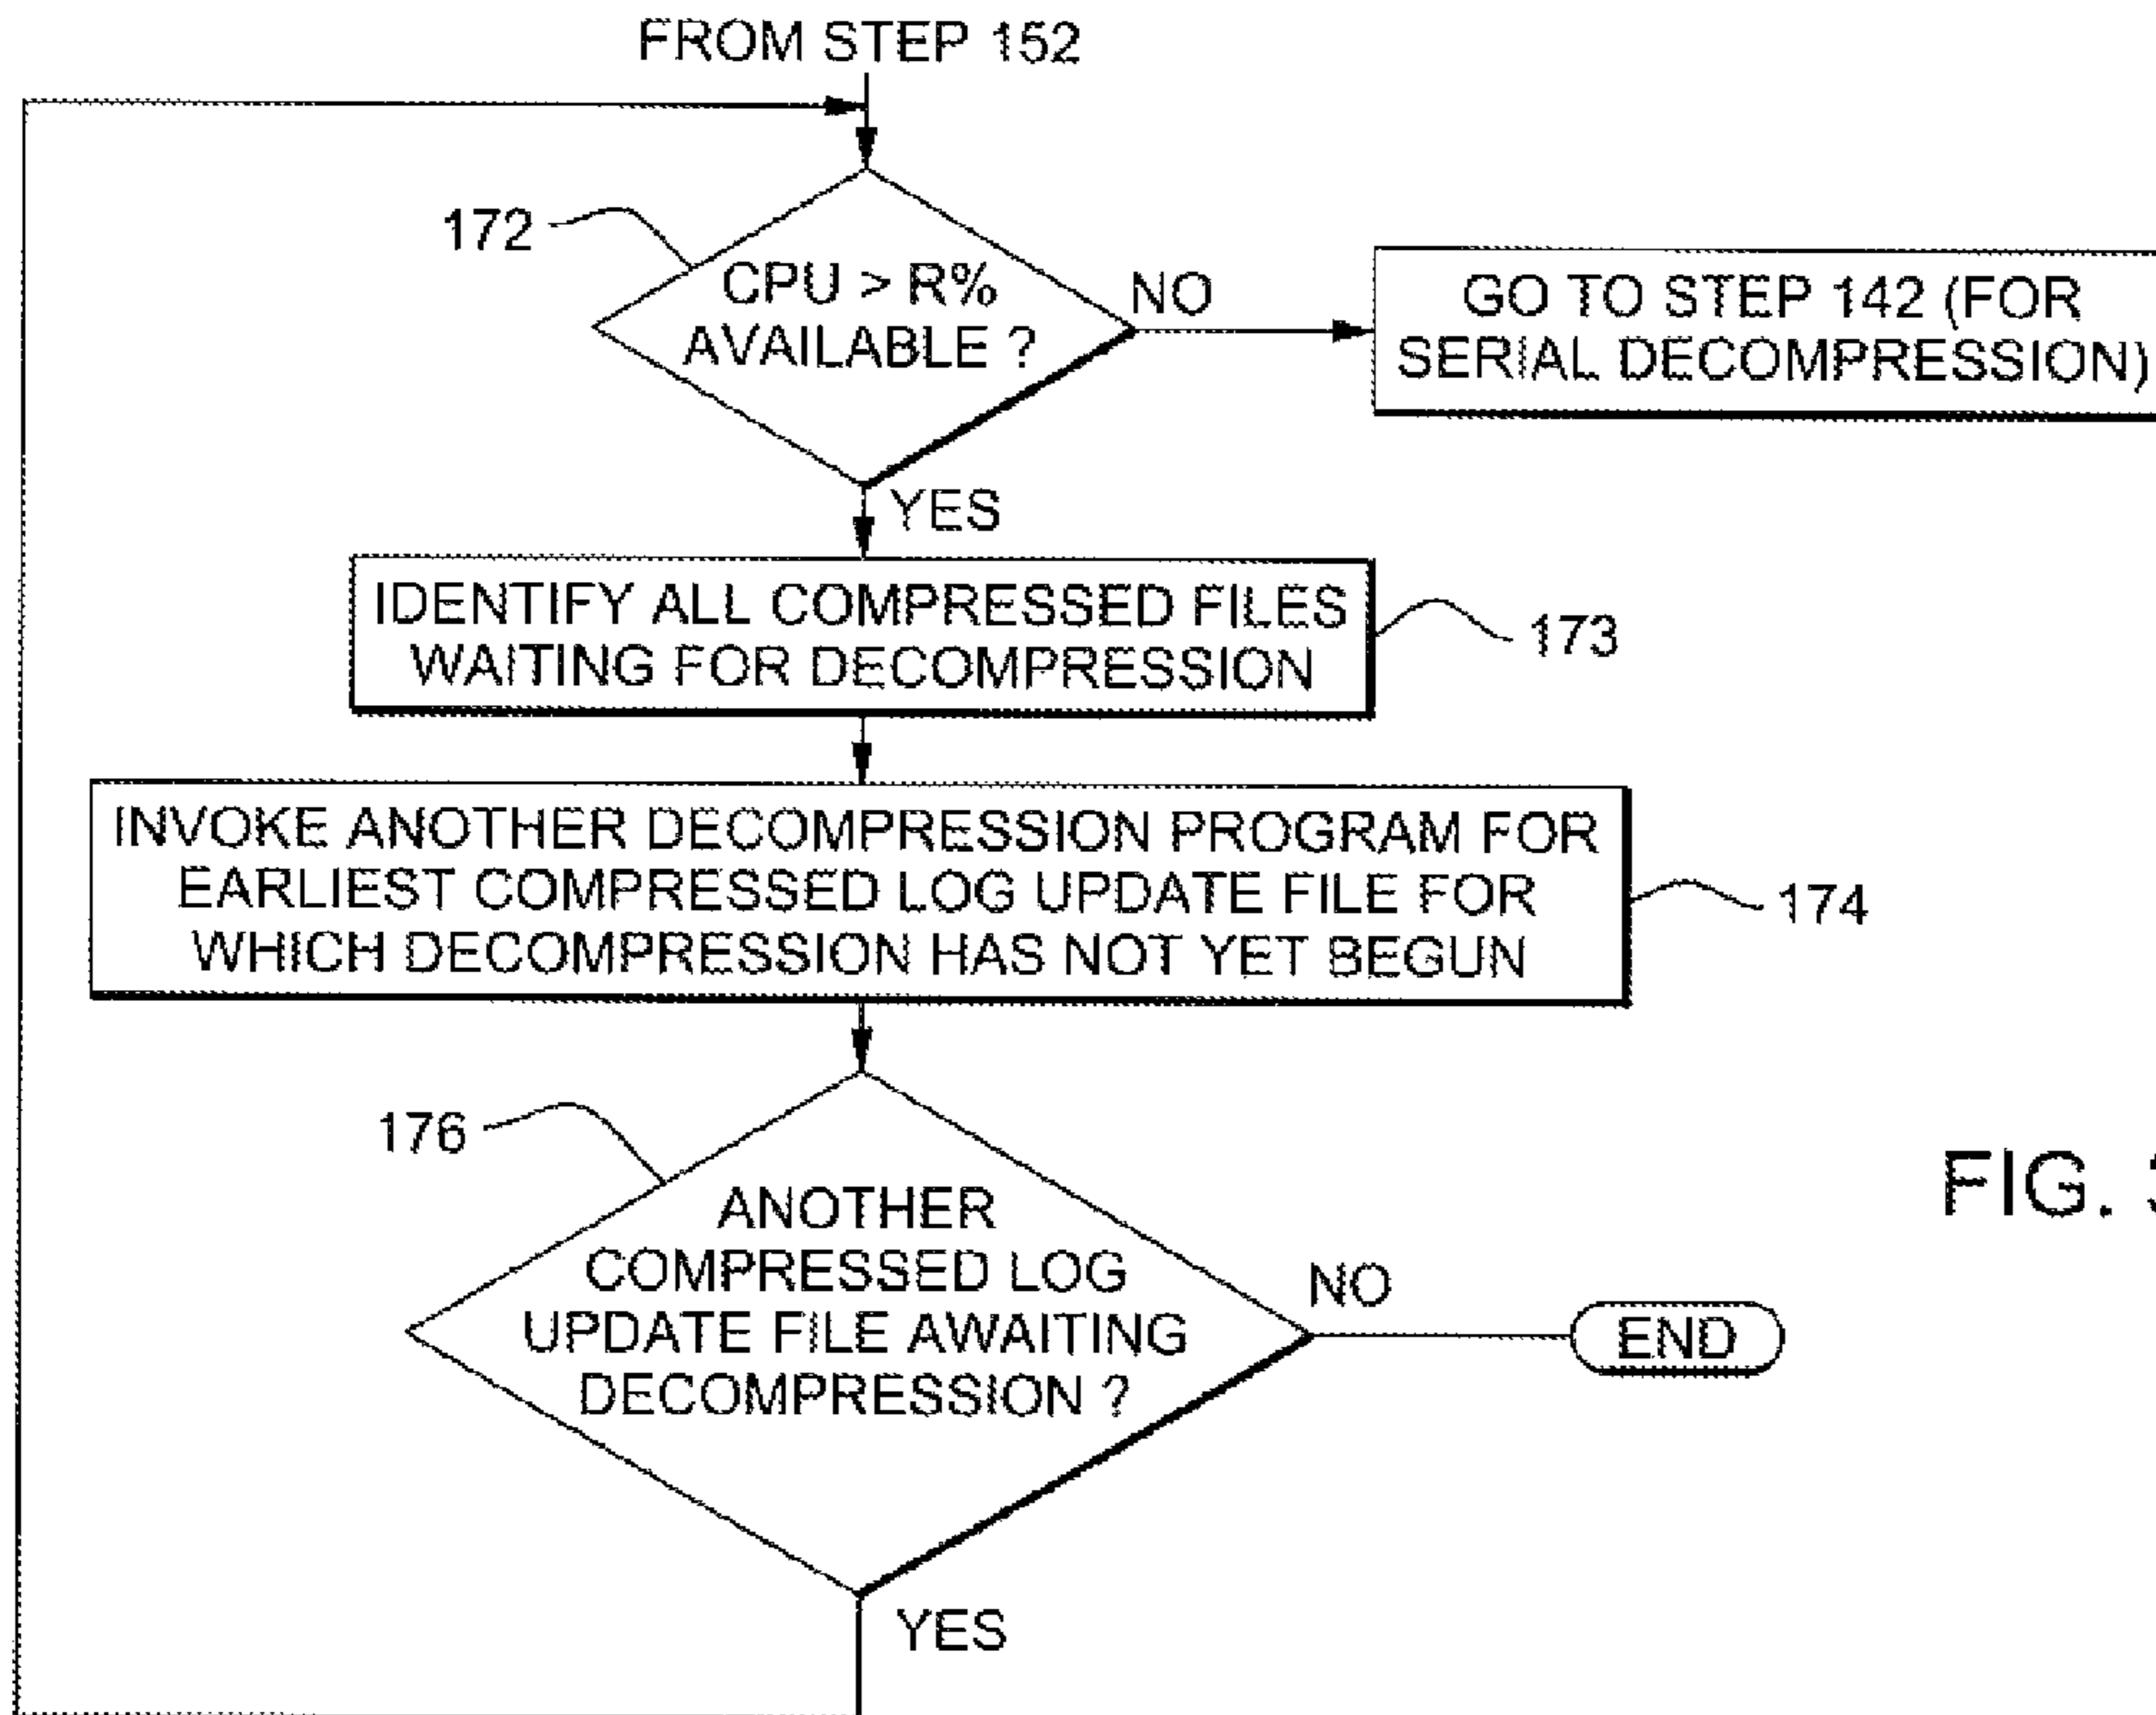 FROM STEP 152
172
CPU > R%
AVAILABLE ?
NO
GO TO STEP 142 (FOR
SERIAL DECOMPRESSION)
YES
IDENTIFY ALL COMPRESSED FILES
WAITING FOR DECOMPRESSION
173
INVOKE ANOTHER DECOMPRESSION PROGRAM FOR
EARLIEST COMPRESSED LOG UPDATE FILE FOR
WHICH DECOMPRESSION HAS NOT YET BEGUN
174
176
ANOTHER
COMPRESSED LOG
UPDATE FILE AWAITING
DECOMPRESSION ?
NO
END
FIG.
YES